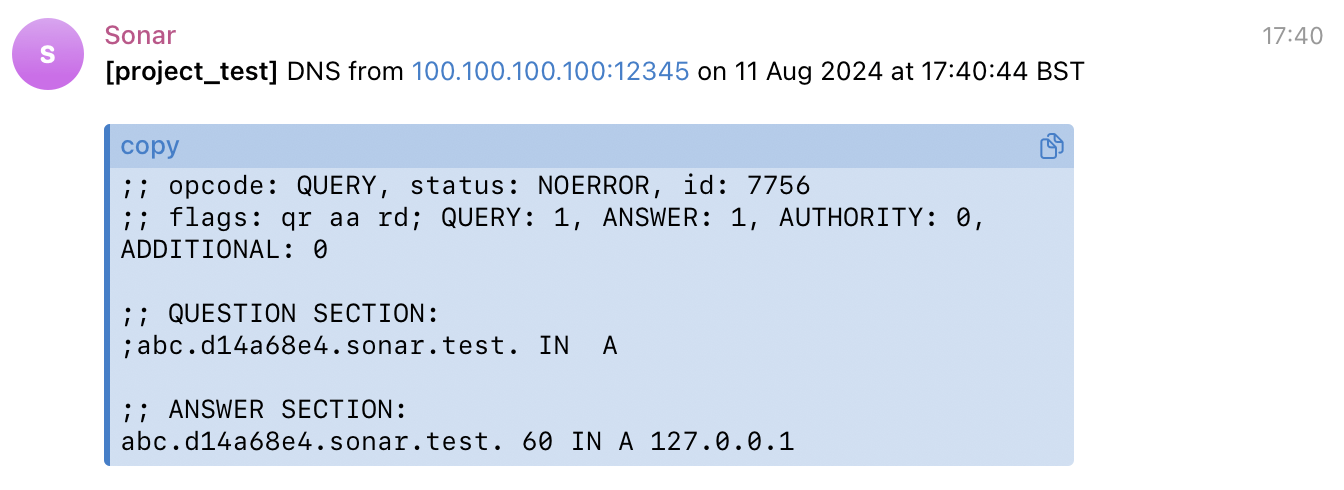 S
Sonar 17:40
[project_test] DNS from 100.100.100.100:12345 on 11 Aug 2024 at 17:40:44 BST
copy
;; opcode: QUERY, status: NOERROR, id: 7756
;; flags: qr aa rd; QUERY: 1, ANSWER: 1, AUTHORITY: 0,
ADDITIONAL: 0
;; QUESTION SECTION:
;abc.d14a68e4.sonar.test. IN  A
;; ANSWER SECTION:
abc.d14a68e4.sonar.test. 60 IN A 127.0.0.1